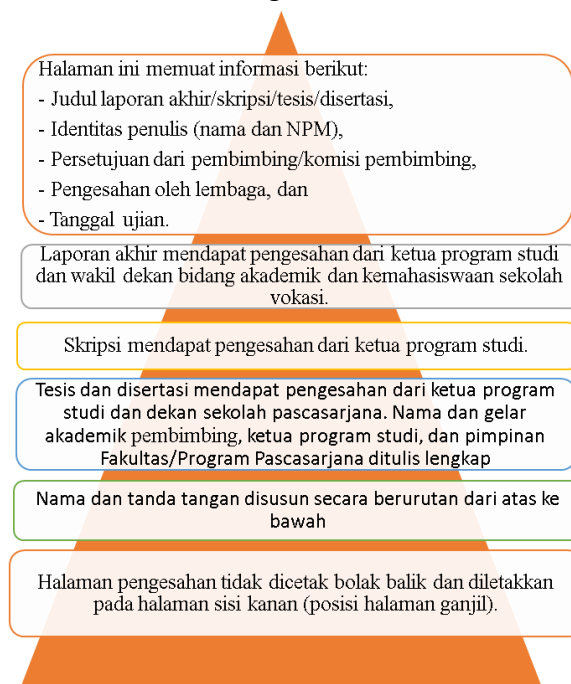 Halaman ini memuat informasi berikut:
- Judul laporan akhir/skripsi/tesis/disertasi,
- Identitas penulis (nama dan NPM),
- Persetujuan dari pembimbing/komisi pembimbing,
- Pengesahan oleh lembaga, dan
- Tanggal ujian.
Laporan akhir mendapat pengesahan dari ketua program studi
dan wakil dekan bidang akademik dan kemahasiswaan sekolah
vokasi.
Skripsi mendapat pengesahan dari ketua program studi.
Tesis dan disertasi mendapat pengesahan dari ketua program
studi dan dekan sekolah pascasarjana. Nama dan gelar
akademik pembimbing, ketua program studi, dan pimpinan
Fakultas/Program Pascasarjana ditulis lengkap
Nama dan tanda tangan disusun secara berurutan dari atas ke
bawah
Halaman pengesahan tidak dicetak bolak balik dan diletakkan
pada halaman sisi kanan (posisi halaman ganjil).